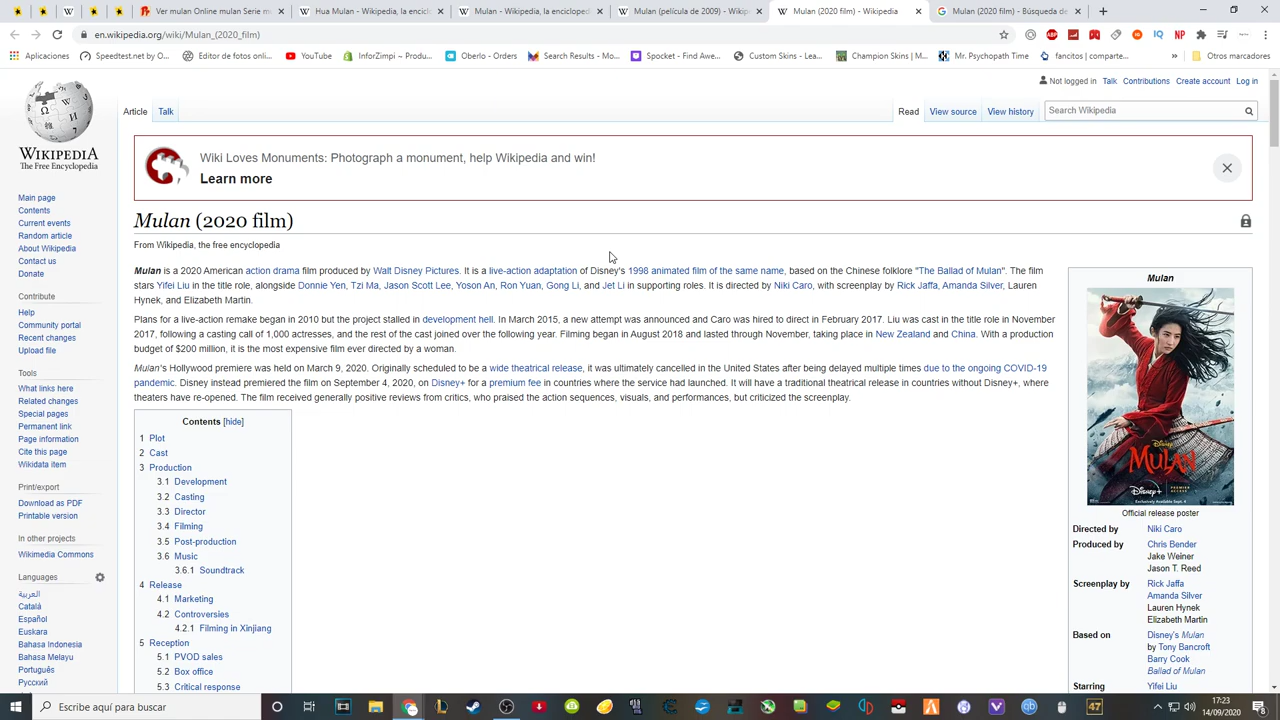 Ver mulan Online mulan Serie m
Hua Mulan - Wikipedia, la encicl
Mulan - Wikipedia, la encicloped
Mulan (película de 2009) - Wikip
Mulan (2020 film) - Wikipedia
Mulan (2020 film) - Búsqueda de
en.wikipedia.org/wiki/Mulan_(2020_film)
Aplicaciones
Speedtest.net by O...
Editor de fotos onli...
YouTube
InforZimpi ~ Produ...
Oberlo - Orders
Search Results - Mo...
Spocket - Find Awe...
Custom Skins - Lea...
Champion Skins | M...
Mr. Psychopath Man
fancitos | comparte...
»
Otros marcadores
Not logged in Talk Contributions Create account Log in
Article Talk
Read View source View history Search Wikipedia
WIKIPEDIA
The Free Encyclopedia
Main page
Contents
Current events
Random article
About Wikipedia
Contact us
Donate
Contribute
Help
Community portal
Recent changes
Upload file
Tools
What links here
Related changes
Special pages
Permanent link
Page information
Cite this page
Wikidata item
Print/export
Download as PDF
Printable version
In other projects
Wikimedia Commons
Languages
العربية
Català
Español
Euskara
Bahasa Indonesia
Bahasa Melayu
Português
Русский
Wiki Loves Monuments: Photograph a monument, help Wikipedia and win!
Learn more
Mulan (2020 film)
From Wikipedia, the free encyclopedia
Mulan is a 2020 American action drama film produced by Walt Disney Pictures. It is a live-action adaptation of Disney's 1998 animated film of the same name, based on the Chinese folklore "The Ballad of Mulan". The film
stars Yifei Liu in the title role, alongside Donnie Yen, Tzi Ma, Jason Scott Lee, Yoson An, Ron Yuan, Gong Li, and Jet Li in supporting roles. It is directed by Niki Caro, with screenplay by Rick Jaffa, Amanda Silver, Lauren
Hynek, and Elizabeth Martin.
Plans for a live-action remake began in 2010 but the project stalled in development hell. In March 2015, a new attempt was announced and Caro was hired to direct in February 2017. Liu was cast in the title role in November
2017, following a casting call of 1,000 actresses, and the rest of the cast joined over the following year. Filming began in August 2018 and lasted through November, taking place in New Zealand and China. With a production
budget of $200 million, it is the most expensive film ever directed by a woman.
Mulan's Hollywood premiere was held on March 9, 2020. Originally scheduled to be a wide theatrical release, it was ultimately cancelled in the United States after being delayed multiple times due to the ongoing COVID-19
pandemic. Disney instead premiered the film on September 4, 2020, on Disney+ for a premium fee in countries where the service had launched. It will have a traditional theatrical release in countries without Disney+, where
theaters have re-opened. The film received generally positive reviews from critics, who praised the action sequences, visuals, and performances, but criticized the screenplay.
Contents [hide]
1 Plot
2 Cast
3 Production
3.1 Development
3.2 Casting
3.3 Director
3.4 Filming
3.5 Post-production
3.6 Music
3.6.1 Soundtrack
4 Release
4.1 Marketing
4.2 Controversies
4.2.1 Filming in Xinjiang
5 Reception
5.1 PVOD sales
5.2 Box office
5.3 Critical response
Mulan
Disney
MULAN
Disney+ PREMIER ACCESS
Official release poster
Directed by Niki Caro
Produced by Chris Bender
Jake Weiner
Jason T. Reed
Screenplay by Rick Jaffa
Amanda Silver
Lauren Hynek
Elizabeth Martin
Based on Disney's Mulan
by Tony Bancroft
Barry Cook
Ballad of Mulan
Starring Yifei Liu
Escribe aquí para buscar
47
17:23
14/09/2020